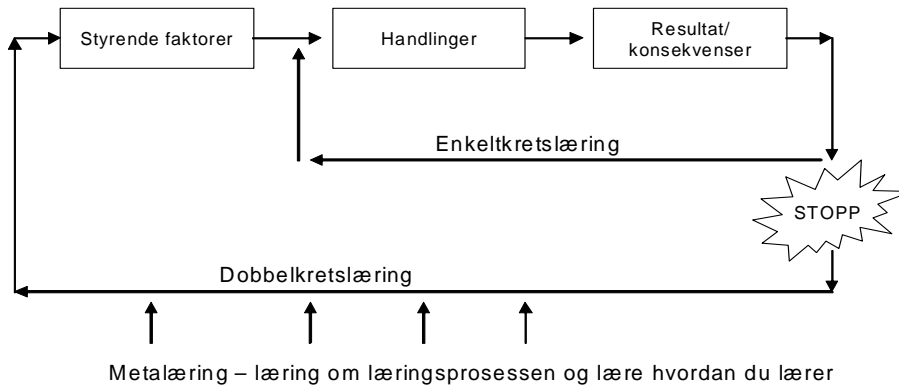 Styrende faktorer
Handlinger
Resultat/
konsekvenser
Enkeltkretslæring
STOPP
Dobbelkretslæring
Metalæring – læring om læringsprosessen og lære hvordan du lærer